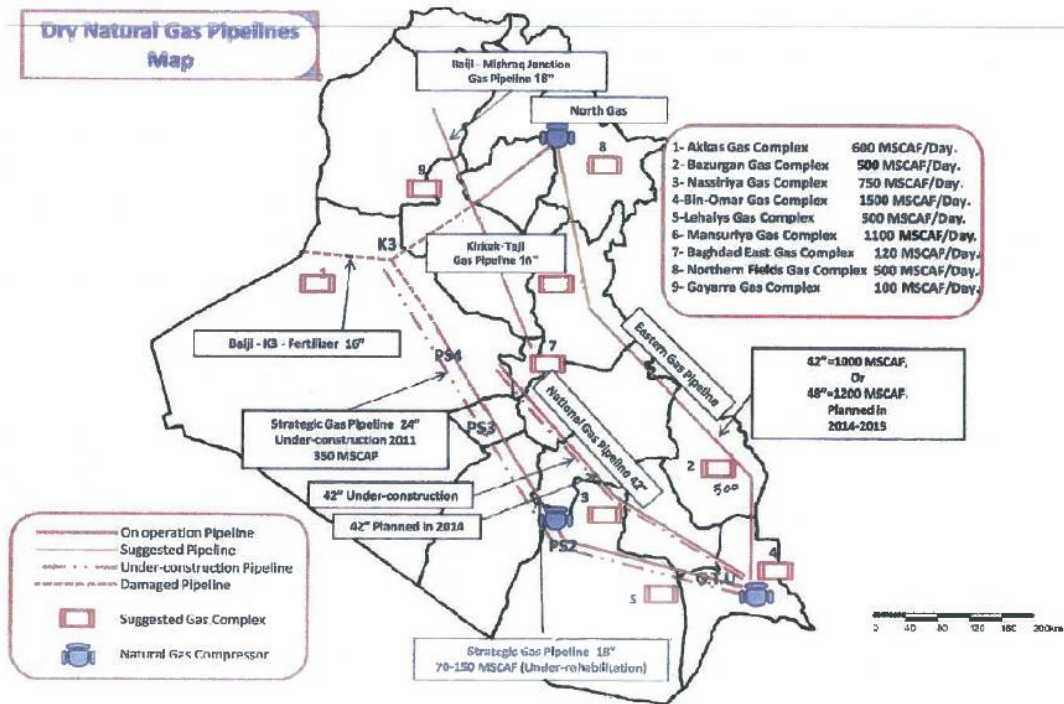 Dry Natural Gas Pipelines
Map
Baiji - Mishraq Junction
Gas Pipeline 18"
North Gas
8
9
1- Akkas Gas Complex 600 MSCAF/Day.
2- Bazurgan Gas Complex 500 MSCAF/Day.
3- Nassiriya Gas Complex 750 MSCAF/Day.
4-Bin-Omar Gas Complex 1500 MSCAF/Day.
5-Lehaiys Gas Complex 500 MSCAF/Day.
6- Mansuriya Gas Complex 1100 MSCAF/Day.
7- Baghdad East Gas Complex 120 MSCAF/Day.
8- Northern Fields Gas Complex 500 MSCAF/Day.
9- Gayarra Gas Complex 100 MSCAF/Day.
K3
Kirkuk-Taji
Gas Pipeline 16"
1
Baiji - K3 - Fertilizer 16"
PS4
7
Eastern Gas Pipeline
42"=1000 MSCAF,
Or
48"=1200 MSCAF.
Planned in
2014-2015
National Gas Pipeline 42"
Strategic Gas Pipeline 24"
Under-construction 2011
350 MSCAF
PS3
2
500
42" Under-construction
42" Planned in 2014
3
PS2
4
G.T.U
5
On operation Pipeline
Suggested Pipeline
Under-construction Pipeline
Damaged Pipeline
Suggested Gas Complex
Natural Gas Compressor
Strategic Gas Pipeline 18"
70-150 MSCAF (Under-rehabilitation)
0 40 80 120 160 200km